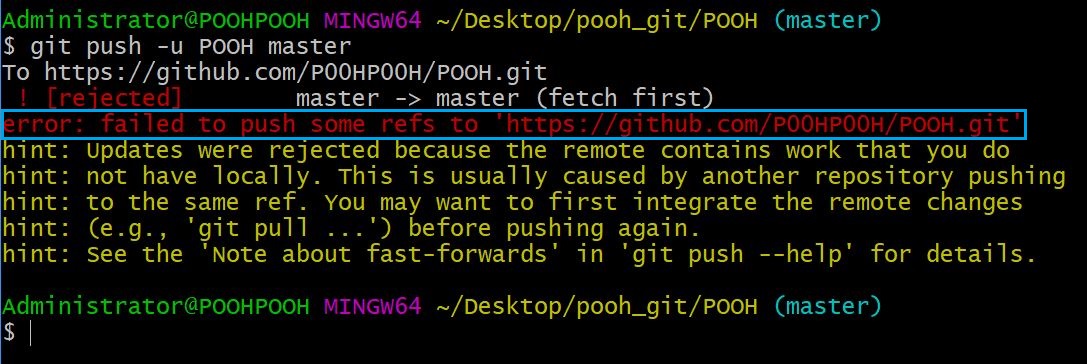 Administrator@POOHPOOH MINGW64 ~/Desktop/pooh_git/POOH (master)
$ git push -u POOH master
To https://github.com/POOHPOOH/POOH.git
! [rejected] master -> master (fetch first)
error: failed to push some refs to 'https://github.com/POOHPOOH/POOH.git'
hint: Updates were rejected because the remote contains work that you do
hint: not have locally. This is usually caused by another repository pushing
hint: to the same ref. You may want to first integrate the remote changes
hint: (e.g., 'git pull ...') before pushing again.
hint: See the 'Note about fast-forwards' in 'git push --help' for details.
Administrator@POOHPOOH MINGW64 ~/Desktop/pooh_git/POOH (master)
$